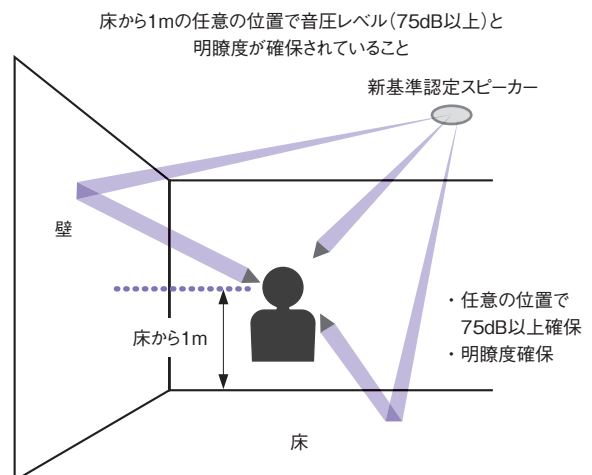 床から1mの任意の位置で音圧レベル（75dB以上）と
明瞭度が確保されていること
新基準認定スピーカー
壁
床から1m
・任意の位置で
75dB以上確保
・明瞭度確保
床